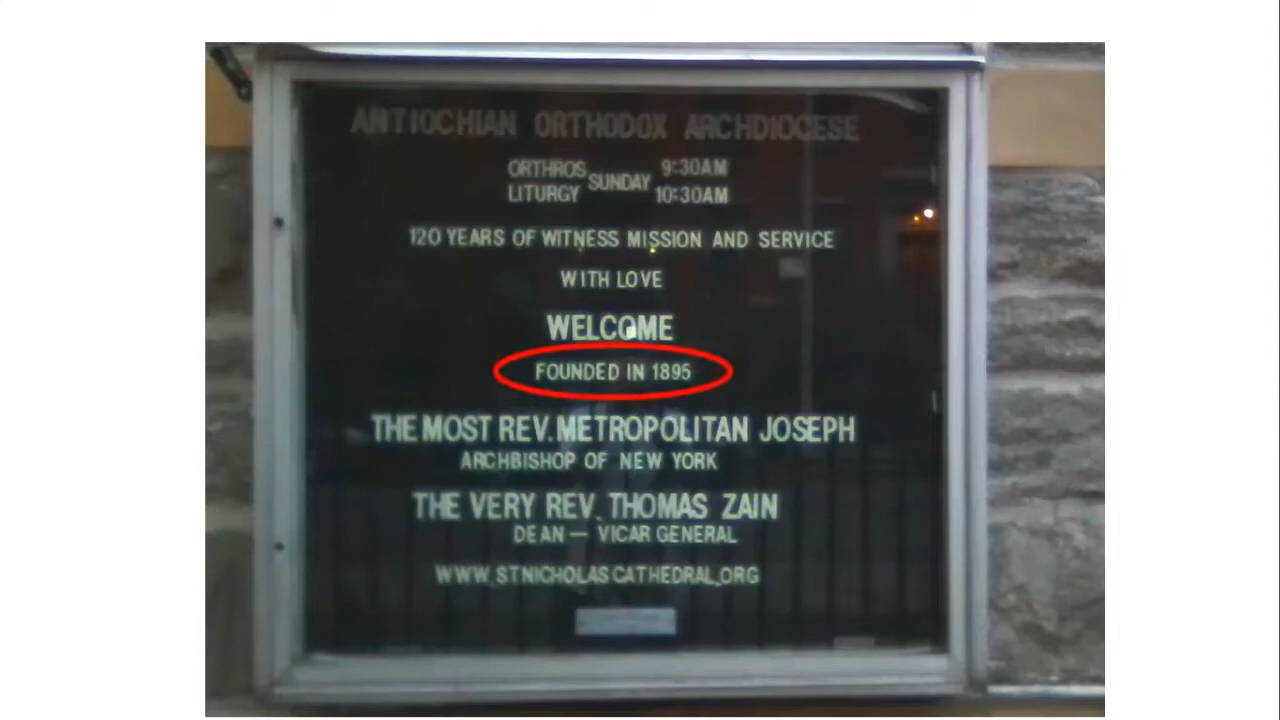 ANTIOCHIAN ORTHODOX ARCHDIOCESE
ORTHROS SUNDAY 9:30AM
LITURGY 10:30AM
120 YEARS OF WITNESS MISSION AND SERVICE
WITH LOVE
WELCOME
FOUNDED IN 1895
THE MOST REV. METROPOLITAN JOSEPH
ARCHBISHOP OF NEW YORK
THE VERY REV. THOMAS ZAIN
DEAN — VICAR GENERAL
WWW.STNICHOLASCATHEDRAL.ORG